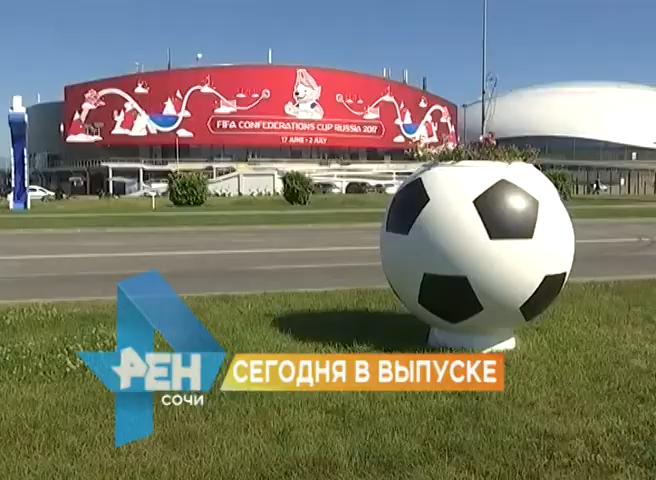 FIFA CONFEDERATIONS CUP RUSSIA 2017
17 JUNE - 2 JULY
РЕН
СОЧИ
СЕГОДНЯ В ВЫПУСКЕ